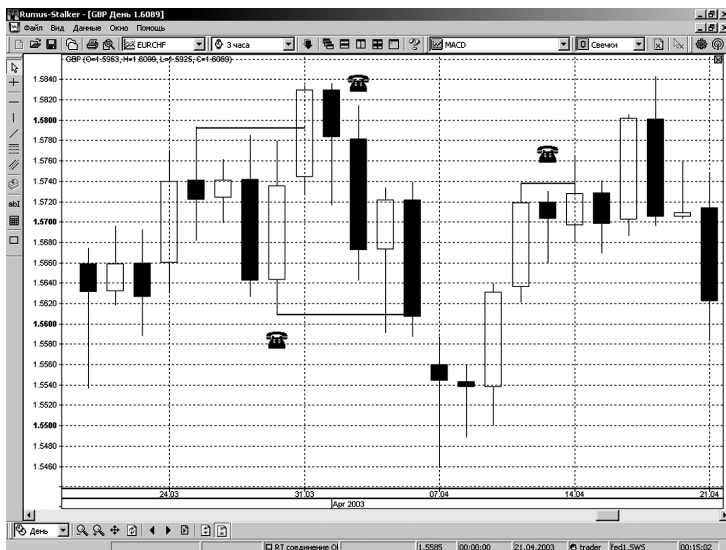 Rumus-Stalker - [GBP День 1.6089]
Файл Вид Данные Окно Помощь
EURCHF 3 часа MACD Свечки
GBP (O=1.5963, H=1.6099, L=1.5925, C=1.6089)
abI
1.5840
1.5820
1.5800
1.5780
1.5760
1.5740
1.5720
1.5700
1.5680
1.5660
1.5640
1.5620
1.5600
1.5580
1.5560
1.5540
1.5520
1.5500
1.5480
1.5460
24.03 31.03 07.04 14.04 21.04
Apr 2003
День
RT соединение 1.5585 00:00:00 21.04.2003 trader fed1.SWS 00:15:02